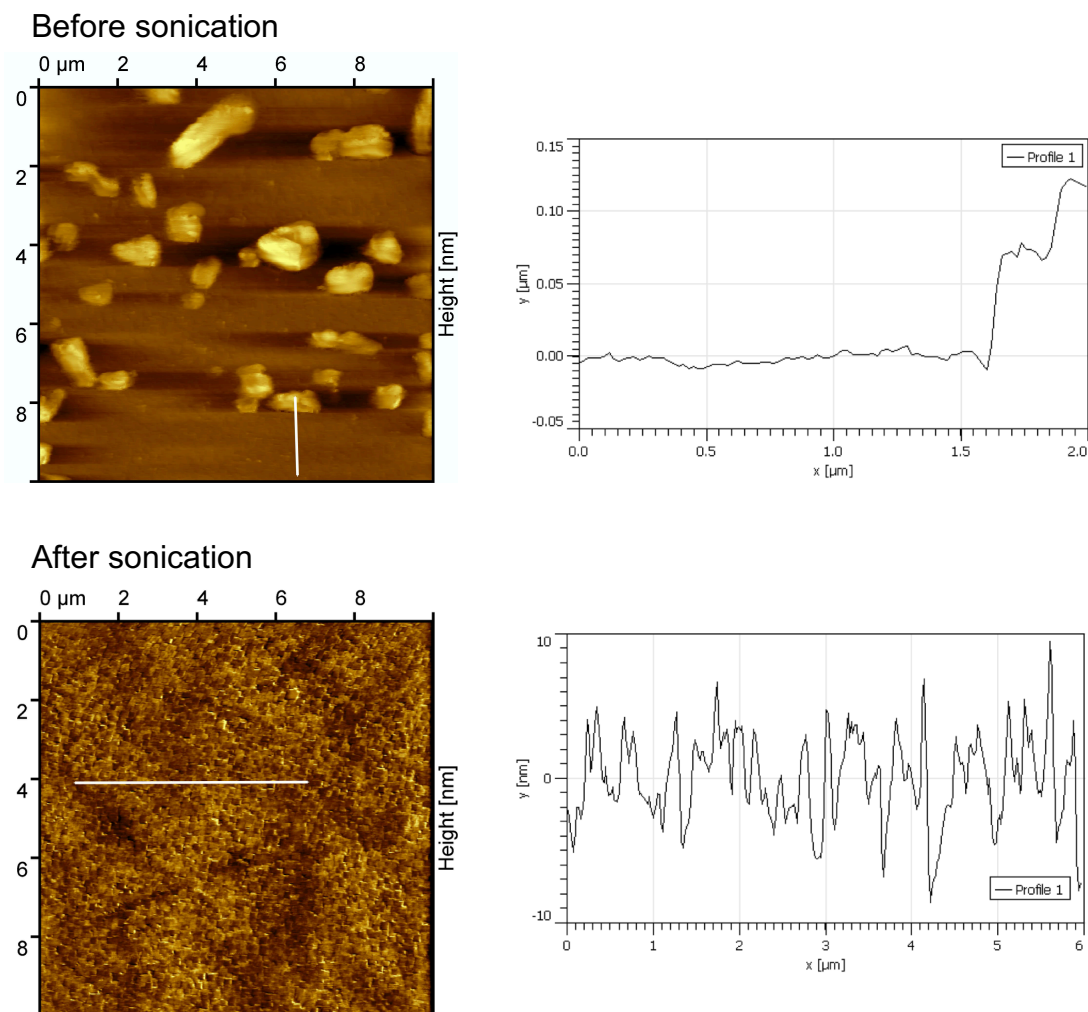 Before sonication
0 µm 2 4 6 8
0
2
4
6
8
Height [nm]
0.15
0.10
0.05
0.00
-0.05
y [µm]
Profile 1
0.0 0.5 1.0 1.5 2.0
x [µm]
After sonication
0 µm 2 4 6 8
0
2
4
6
8
Height [nm]
10
0
-10
y [nm]
Profile 1
0 1 2 3 4 5 6
x [µm]